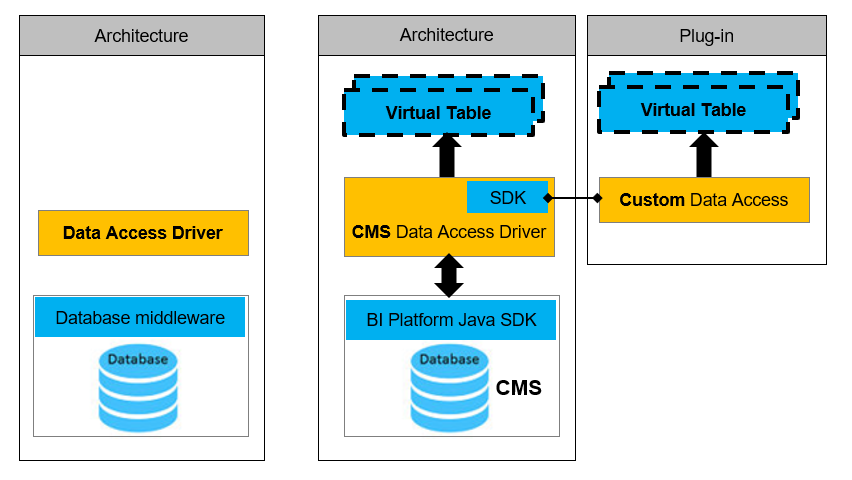 Architecture
Data Access Driver
Database middleware
Database
Architecture
Virtual Table
SDK
CMS Data Access Driver
BI Platform Java SDK
Database
CMS
Plug-in
Virtual Table
Custom Data Access